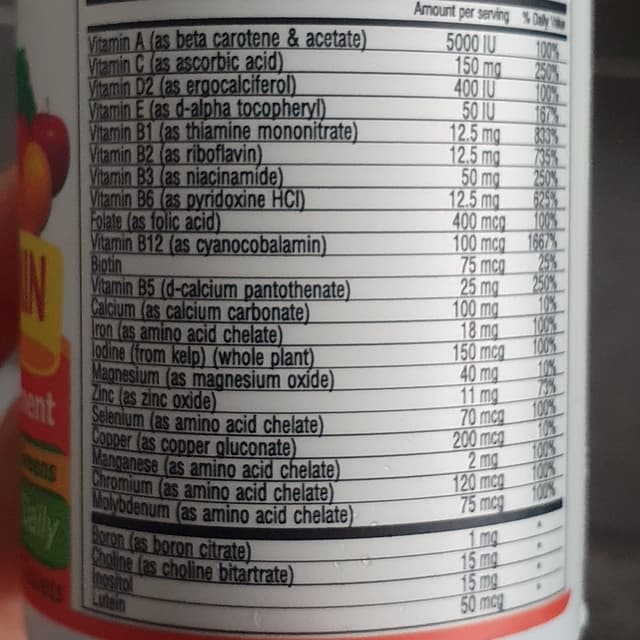 Amount per serving % Daily Value
Vitamin A (as beta carotene & acetate) 5000 IU 100%
Vitamin C (as ascorbic acid) 150 mg 250%
Vitamin D2 (as ergocalciferol) 400 IU 100%
Vitamin E (as d-alpha tocopheryl) 50 IU 167%
Vitamin B1 (as thiamine mononitrate) 12.5 mg 833%
Vitamin B2 (as riboflavin) 12.5 mg 735%
Vitamin B3 (as niacinamide) 50 mg 250%
Vitamin B6 (as pyridoxine HCl) 12.5 mg 625%
Folate (as folic acid) 400 mcg 100%
Vitamin B12 (as cyanocobalamin) 100 mcg 1667%
Biotin 75 mcg 25%
Vitamin B5 (d-calcium pantothenate) 25 mg 250%
Calcium (as calcium carbonate) 100 mg 10%
Iron (as amino acid chelate) 18 mg 100%
Iodine (from kelp) (whole plant) 150 mcg 100%
Magnesium (as magnesium oxide) 40 mg 10%
Zinc (as zinc oxide) 11 mg 73%
Selenium (as amino acid chelate) 70 mcg 100%
Copper (as copper gluconate) 200 mcg 10%
Manganese (as amino acid chelate) 2 mg 100%
Chromium (as amino acid chelate) 120 mcg 100%
Molybdenum (as amino acid chelate) 75 mcg 100%
Boron (as boron citrate) 1 mg *
Choline (as choline bitartrate) 15 mg *
Inositol 15 mg *
Lutein 50 mcg *
IN
ent
aily